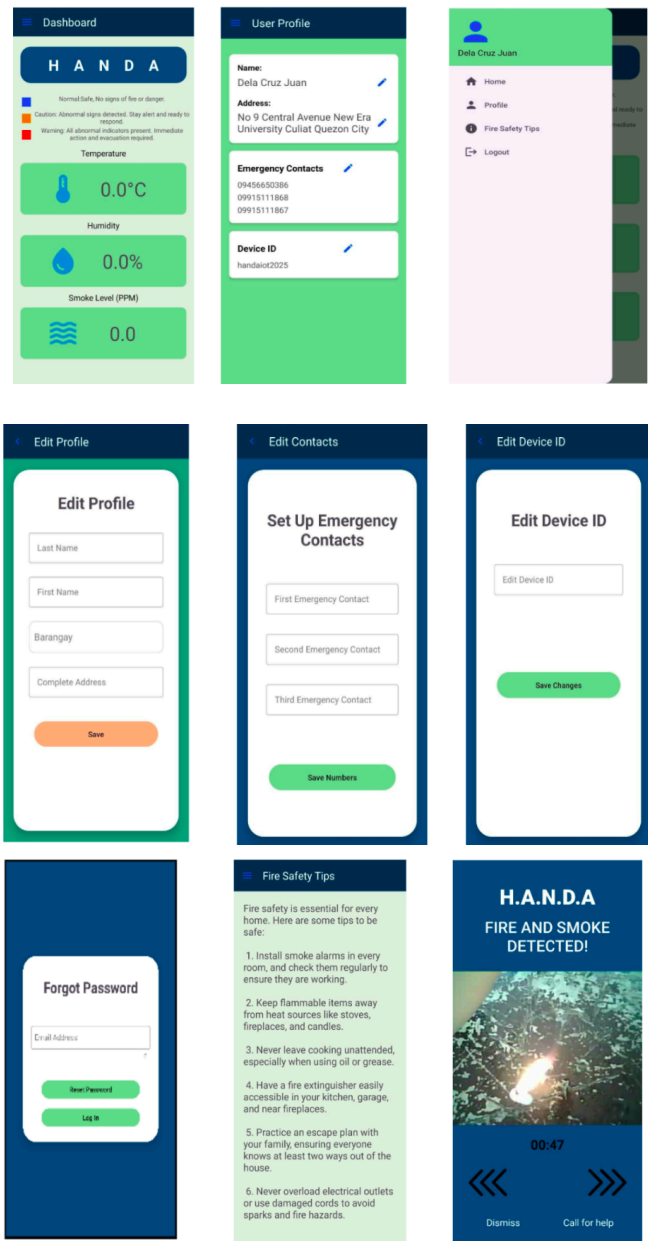 Dashboard
H A N D A
Normal:Safe, No signs of fire or danger.
Caution: Abnormal signs detected. Stay alert and ready to
respond.
Warning: All abnormal indicators present. Immediate
action and evacuation required.
Temperature
0.0°C
Humidity
0.0%
Smoke Level (PPM)
0.0
User Profile
Name:
Dela Cruz Juan
Address:
No 9 Central Avenue New Era
University Culiat Quezon City
Emergency Contacts
09456650386
09915111868
09915111867
Device ID
handaiot2025
Dela Cruz Juan
Home
Profile
Fire Safety Tips
Logout
r.
nd ready to
mmediate
Edit Profile
Edit Profile
Last Name
First Name
Barangay
Complete Address
Save
Edit Contacts
Set Up Emergency
Contacts
First Emergency Contact
Second Emergency Contact
Third Emergency Contact
Save Numbers
Edit Device ID
Edit Device ID
Edit Device ID
Save Changes
Forgot Password
Email Address
Reset Password
Log In
Fire Safety Tips
Fire safety is essential for every
home. Here are some tips to be
safe:
1. Install smoke alarms in every
room, and check them regularly to
ensure they are working.
2. Keep flammable items away
from heat sources like stoves,
fireplaces, and candles.
3. Never leave cooking unattended,
especially when using oil or grease.
4. Have a fire extinguisher easily
accessible in your kitchen, garage,
and near fireplaces.
5. Practice an escape plan with
your family, ensuring everyone
knows at least two ways out of the
house.
6. Never overload electrical outlets
or use damaged cords to avoid
sparks and fire hazards.
H.A.N.D.A
FIRE AND SMOKE
DETECTED!
00:47
Dismiss
Call for help